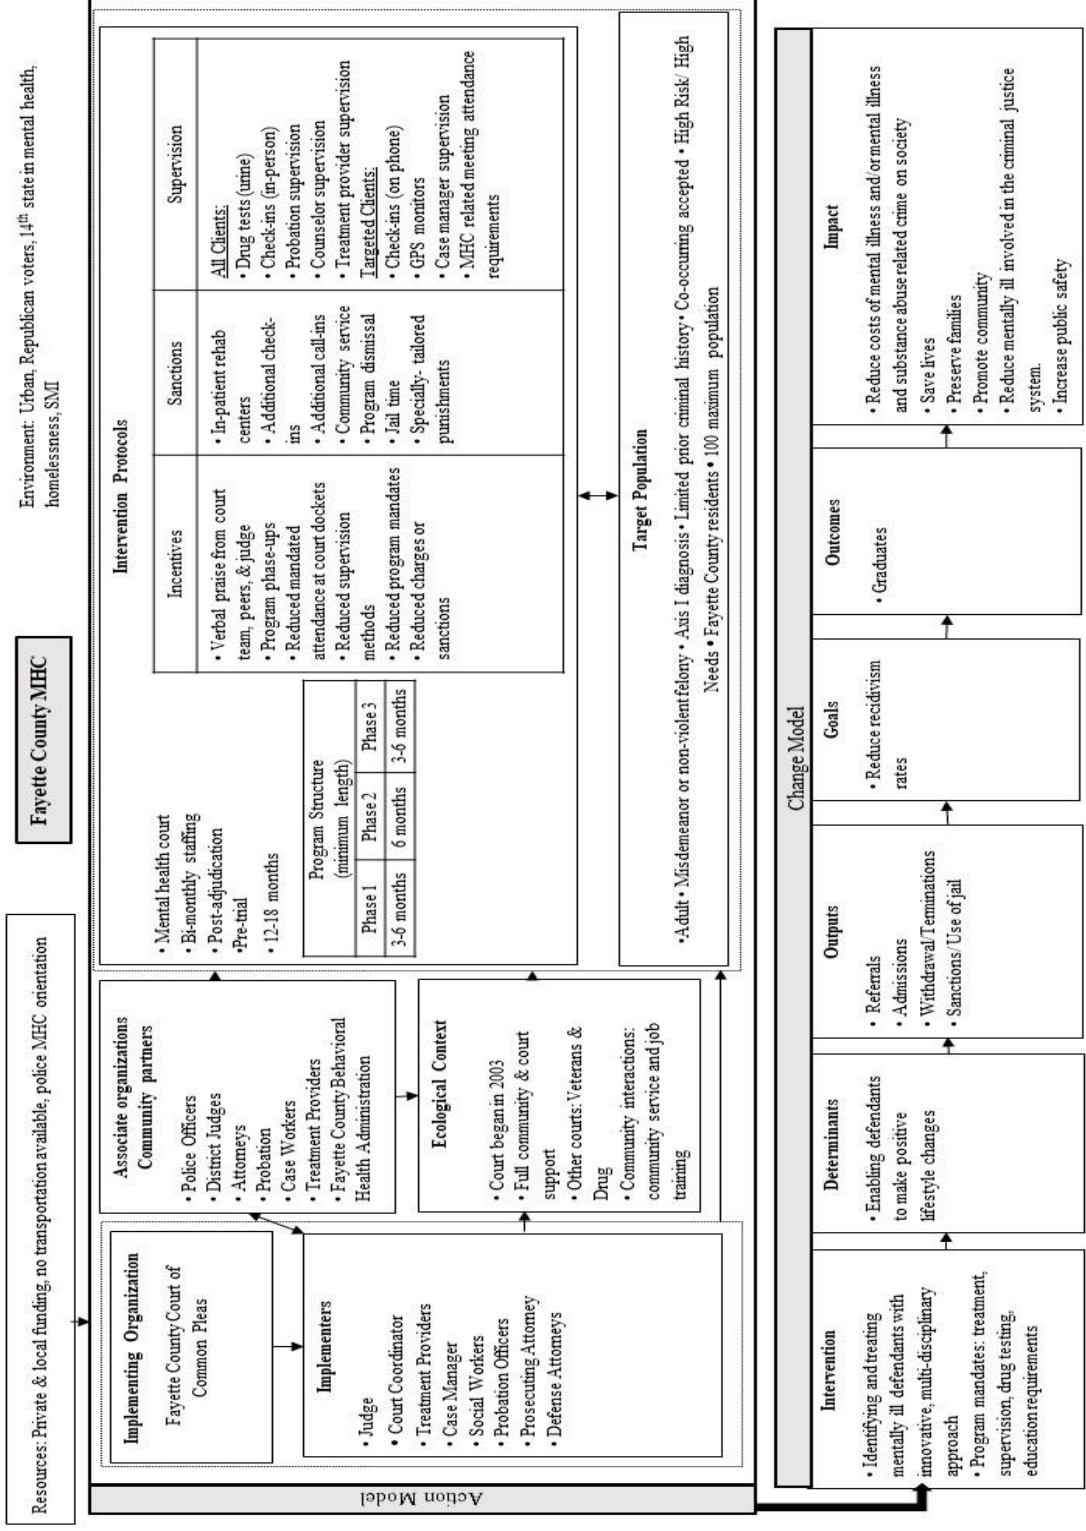 Fayette County MHC
Resources: Private & local funding, no transportation available, police MHC orientation
Environment: Urban, Republican voters, 14th state in mental health,
homelessness, SMI
Action Model
Implementing Organization
Fayette County Court of
Common Pleas
Implementers
• Judge
• Court Coordinator
• Treatment Providers
• Case Manager
• Social Workers
• Probation Officers
• Prosecuting Attorney
• Defense Attorneys
Associate organizations
Community partners
• Police Officers
• District Judges
• Attorneys
• Probation
• Case Workers
• Treatment Providers
• Fayette County Behavioral
Health Administration
Ecological Context
• Court began in 2003
• Full community & court
support
• Other courts: Veterans &
Drug
• Community interactions:
community service and job
training
Intervention Protocols
• Mental health court
• Bi-monthly staffing
• Post-adjudication
•Pre-trial
• 12-18 months
Program Structure
(minimum length)
Phase 1 Phase 2 Phase 3
3-6 months 6 months 3-6 months
Incentives
• Verbal praise from court
team, peers, & judge
• Program phase-ups
• Reduced mandated
attendance at court dockets
• Reduced supervision
methods
• Reduced program mandates
• Reduced charges or
sanctions
Sanctions
• In-patient rehab
centers
• Additional check-
ins
• Additional call-ins
• Community service
• Program dismissal
• Jail time
• Specially- tailored
punishments
Supervision
All Clients:
• Drug tests (urine)
• Check-ins (in-person)
• Probation supervision
• Counselor supervision
• Treatment provider supervision
Targeted Clients:
• Check-ins (on phone)
• GPS monitors
• Case manager supervision
• MHC related meeting attendance
requirements
Target Population
•Adult • Misdemeanor or non-violent felony • Axis I diagnosis • Limited prior criminal history• Co-occurring accepted • High Risk/ High
Needs • Fayette County residents • 100 maximum population
Change Model
Intervention
• Identifying and treating
mentally ill defendants with
innovative, multi-disciplinary
approach
• Program mandates: treatment,
supervision, drug testing,
education requirements
Determinants
• Enabling defendants
to make positive
lifestyle changes
Outputs
• Referrals
• Admissions
• Withdrawal/Terminations
• Sanctions/ Use of jail
Goals
• Reduce recidivism
rates
Outcomes
• Graduates
Impact
• Reduce costs of mental illness and/or mental illness
and substance abuse related crime on society
• Save lives
• Preserve families
• Promote community
• Reduce mentally ill involved in the criminal justice
system.
• Increase public safety